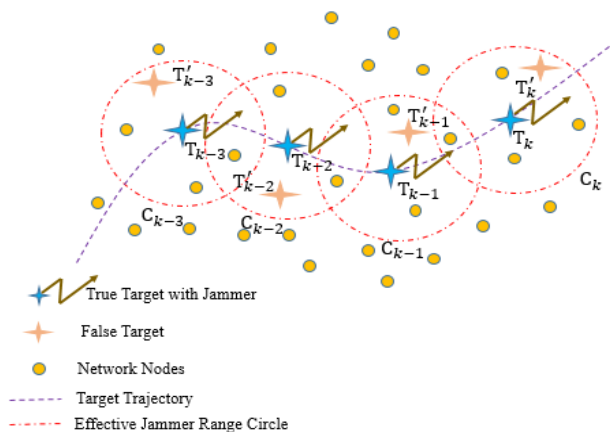 T′ₖ₋₃
T′ₖ
T′ₖ₊₁
Tₖ
Tₖ₋₃
Tₖ₊₂
T′ₖ₋₂
Tₖ₋₁
Cₖ
Cₖ₋₃
Cₖ₋₂
Cₖ₋₁
True Target with Jammer
False Target
Network Nodes
Target Trajectory
Effective Jammer Range Circle